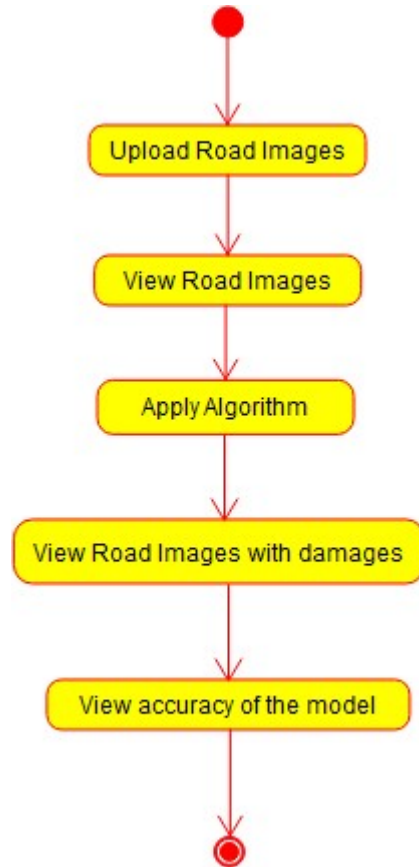 Upload Road Images
View Road Images
Apply Algorithm
View Road Images with damages
View accuracy of the model